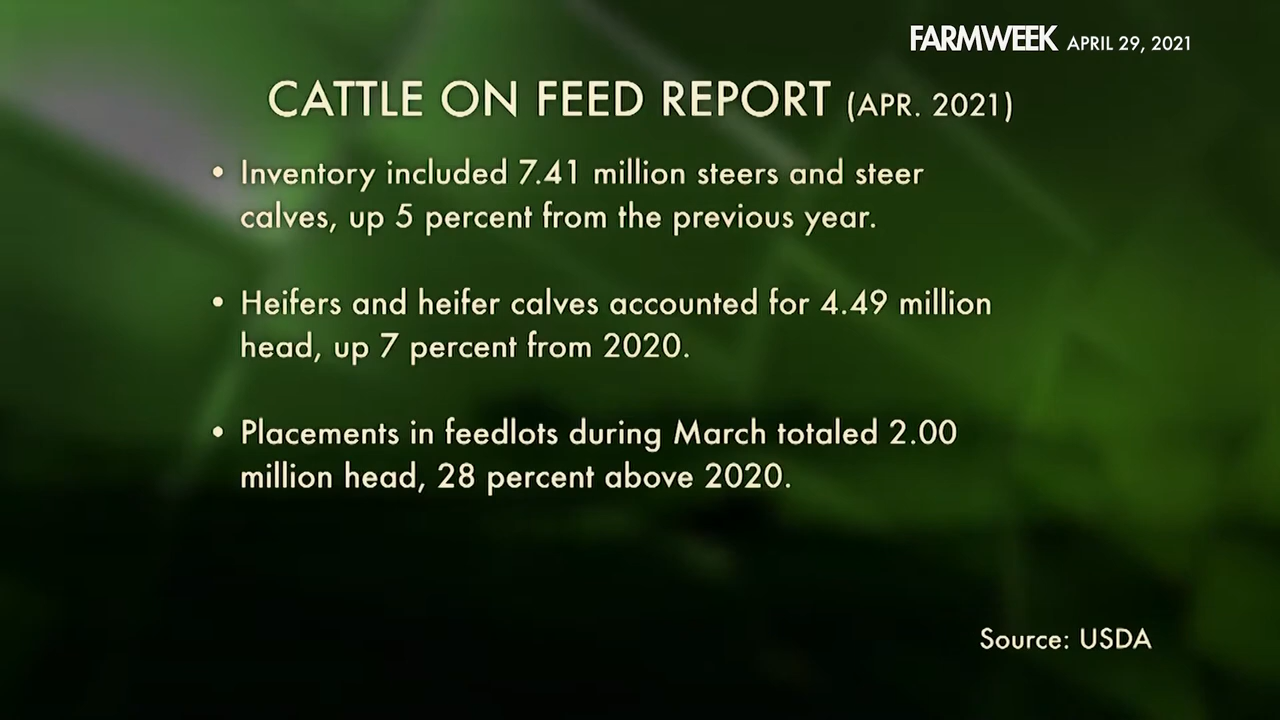 FARMWEEK APRIL 29, 2021
CATTLE ON FEED REPORT (APR. 2021)
• Inventory included 7.41 million steers and steer
calves, up 5 percent from the previous year.
• Heifers and heifer calves accounted for 4.49 million
head, up 7 percent from 2020.
• Placements in feedlots during March totaled 2.00
million head, 28 percent above 2020.
Source: USDA